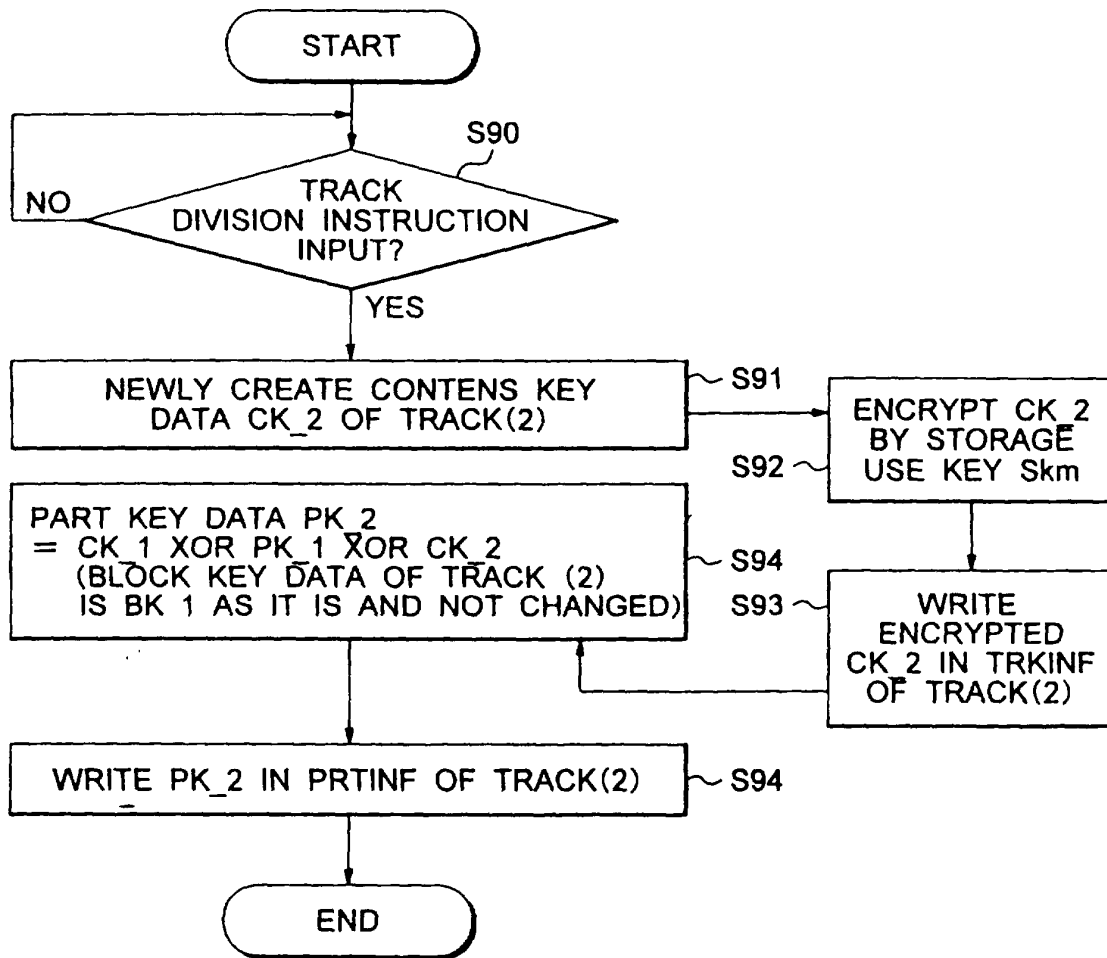 START
S90
NO
TRACK
DIVISION INSTRUCTION
INPUT?
YES
NEWLY CREATE CONTENS KEY
DATA CK_2 OF TRACK(2)
S91
ENCRYPT CK_2
BY STORAGE
USE KEY Skm
S92
WRITE
ENCRYPTED
CK_2 IN TRKINF
OF TRACK(2)
S93
PART KEY DATA PK_2
= CK_1 XOR PK_1 XOR CK_2
(BLOCK KEY DATA OF TRACK (2)
IS BK 1 AS IT IS AND NOT CHANGED)
S94
WRITE PK_2 IN PRTINF OF TRACK(2)
S94
END